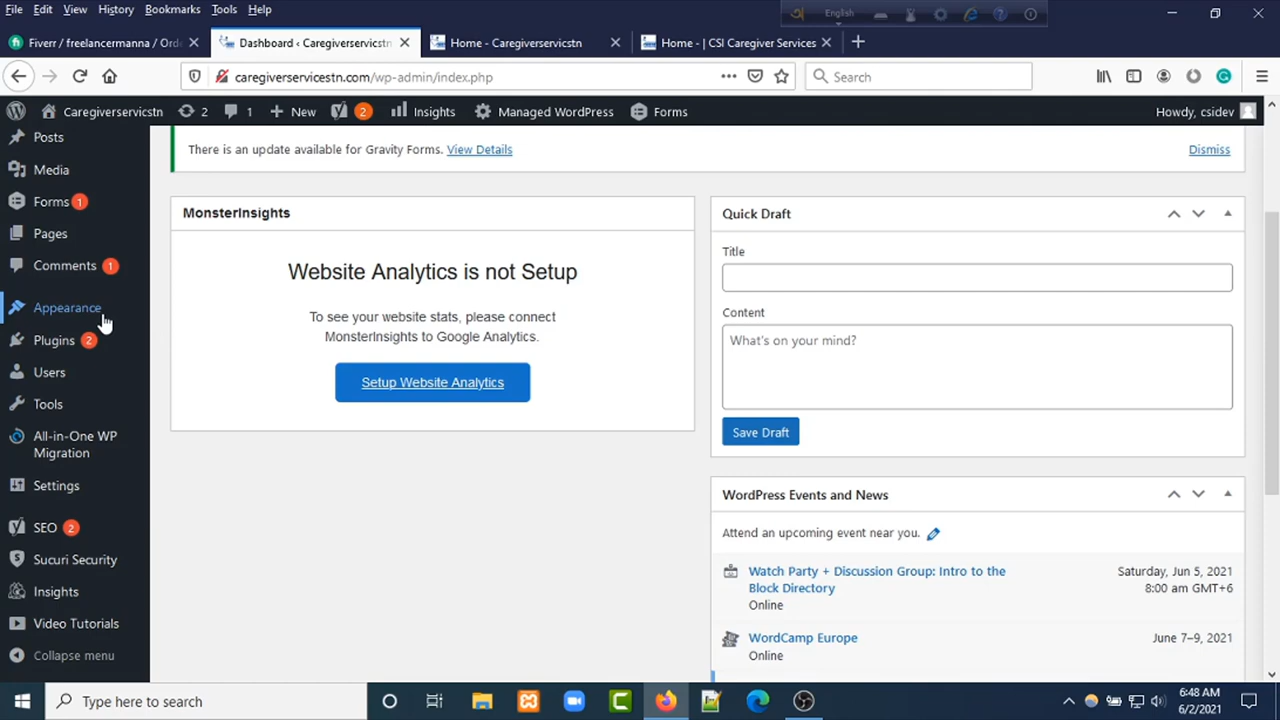 File Edit View History Bookmarks Tools Help
English
Fiverr / freelancermanna / Orde
Dashboard ‹ Caregiverservicstn
Home - Caregiverservicstn
Home - | CSI Caregiver Services
caregiverservicestn.com/wp-admin/index.php
Search
Caregiverservicstn 2 1 New 2 Insights Managed WordPress Forms
Howdy, csidev
Posts
Media
Forms 1
Pages
Comments 1
Appearance
Plugins 2
Users
Tools
All-in-One WP
Migration
Settings
SEO 2
Sucuri Security
Insights
Video Tutorials
Collapse menu
There is an update available for Gravity Forms. View Details
Dismiss
MonsterInsights
Website Analytics is not Setup
To see your website stats, please connect
MonsterInsights to Google Analytics.
Setup Website Analytics
Quick Draft
Title
Content
What's on your mind?
Save Draft
WordPress Events and News
Attend an upcoming event near you.
Watch Party + Discussion Group: Intro to the
Block Directory
Online
Saturday, Jun 5, 2021
8:00 am GMT+6
WordCamp Europe
Online
June 7–9, 2021
Type here to search
6:48 AM
6/2/2021